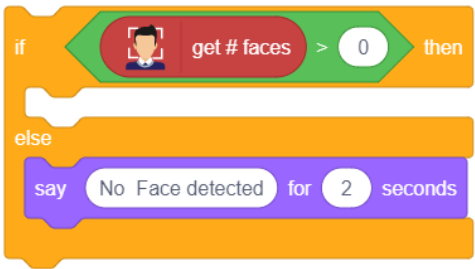 if get # faces > 0 then
else
say No Face detected for 2 seconds